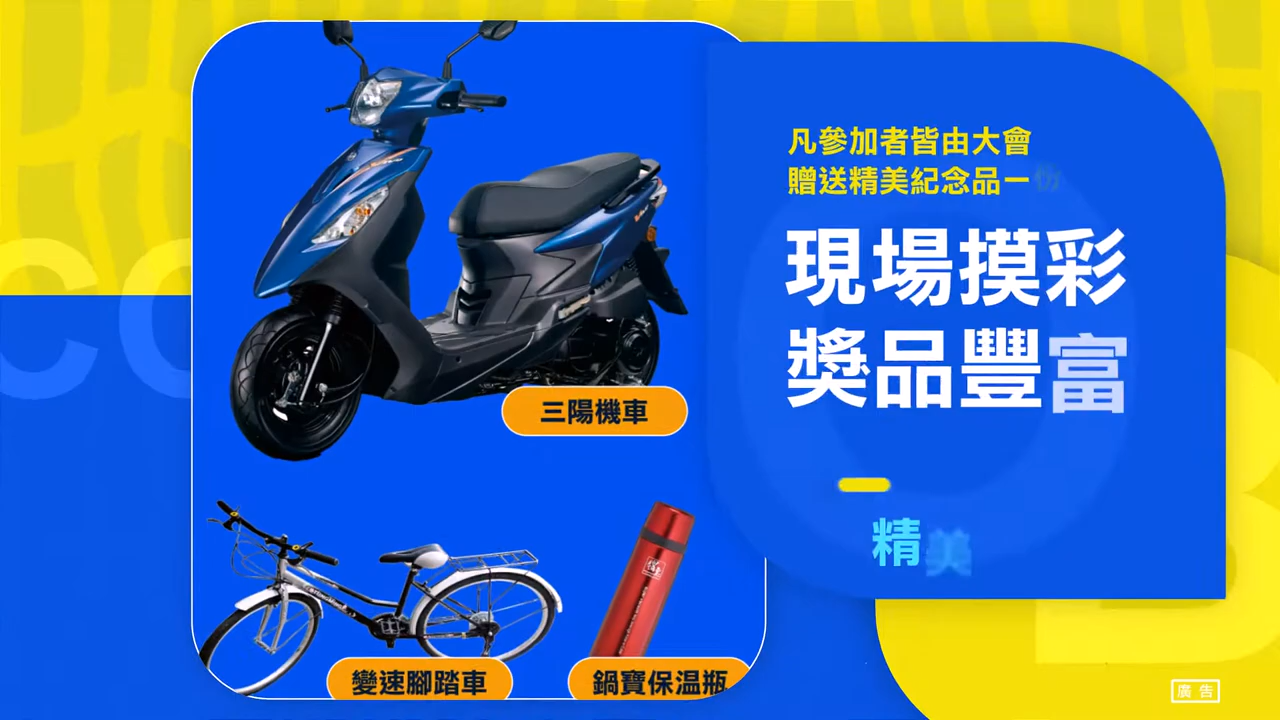 凡參加者皆由大會
贈送精美紀念品一份
現場摸彩
獎品豐富
精美
三陽機車
變速腳踏車
鍋寶保溫瓶
廣告